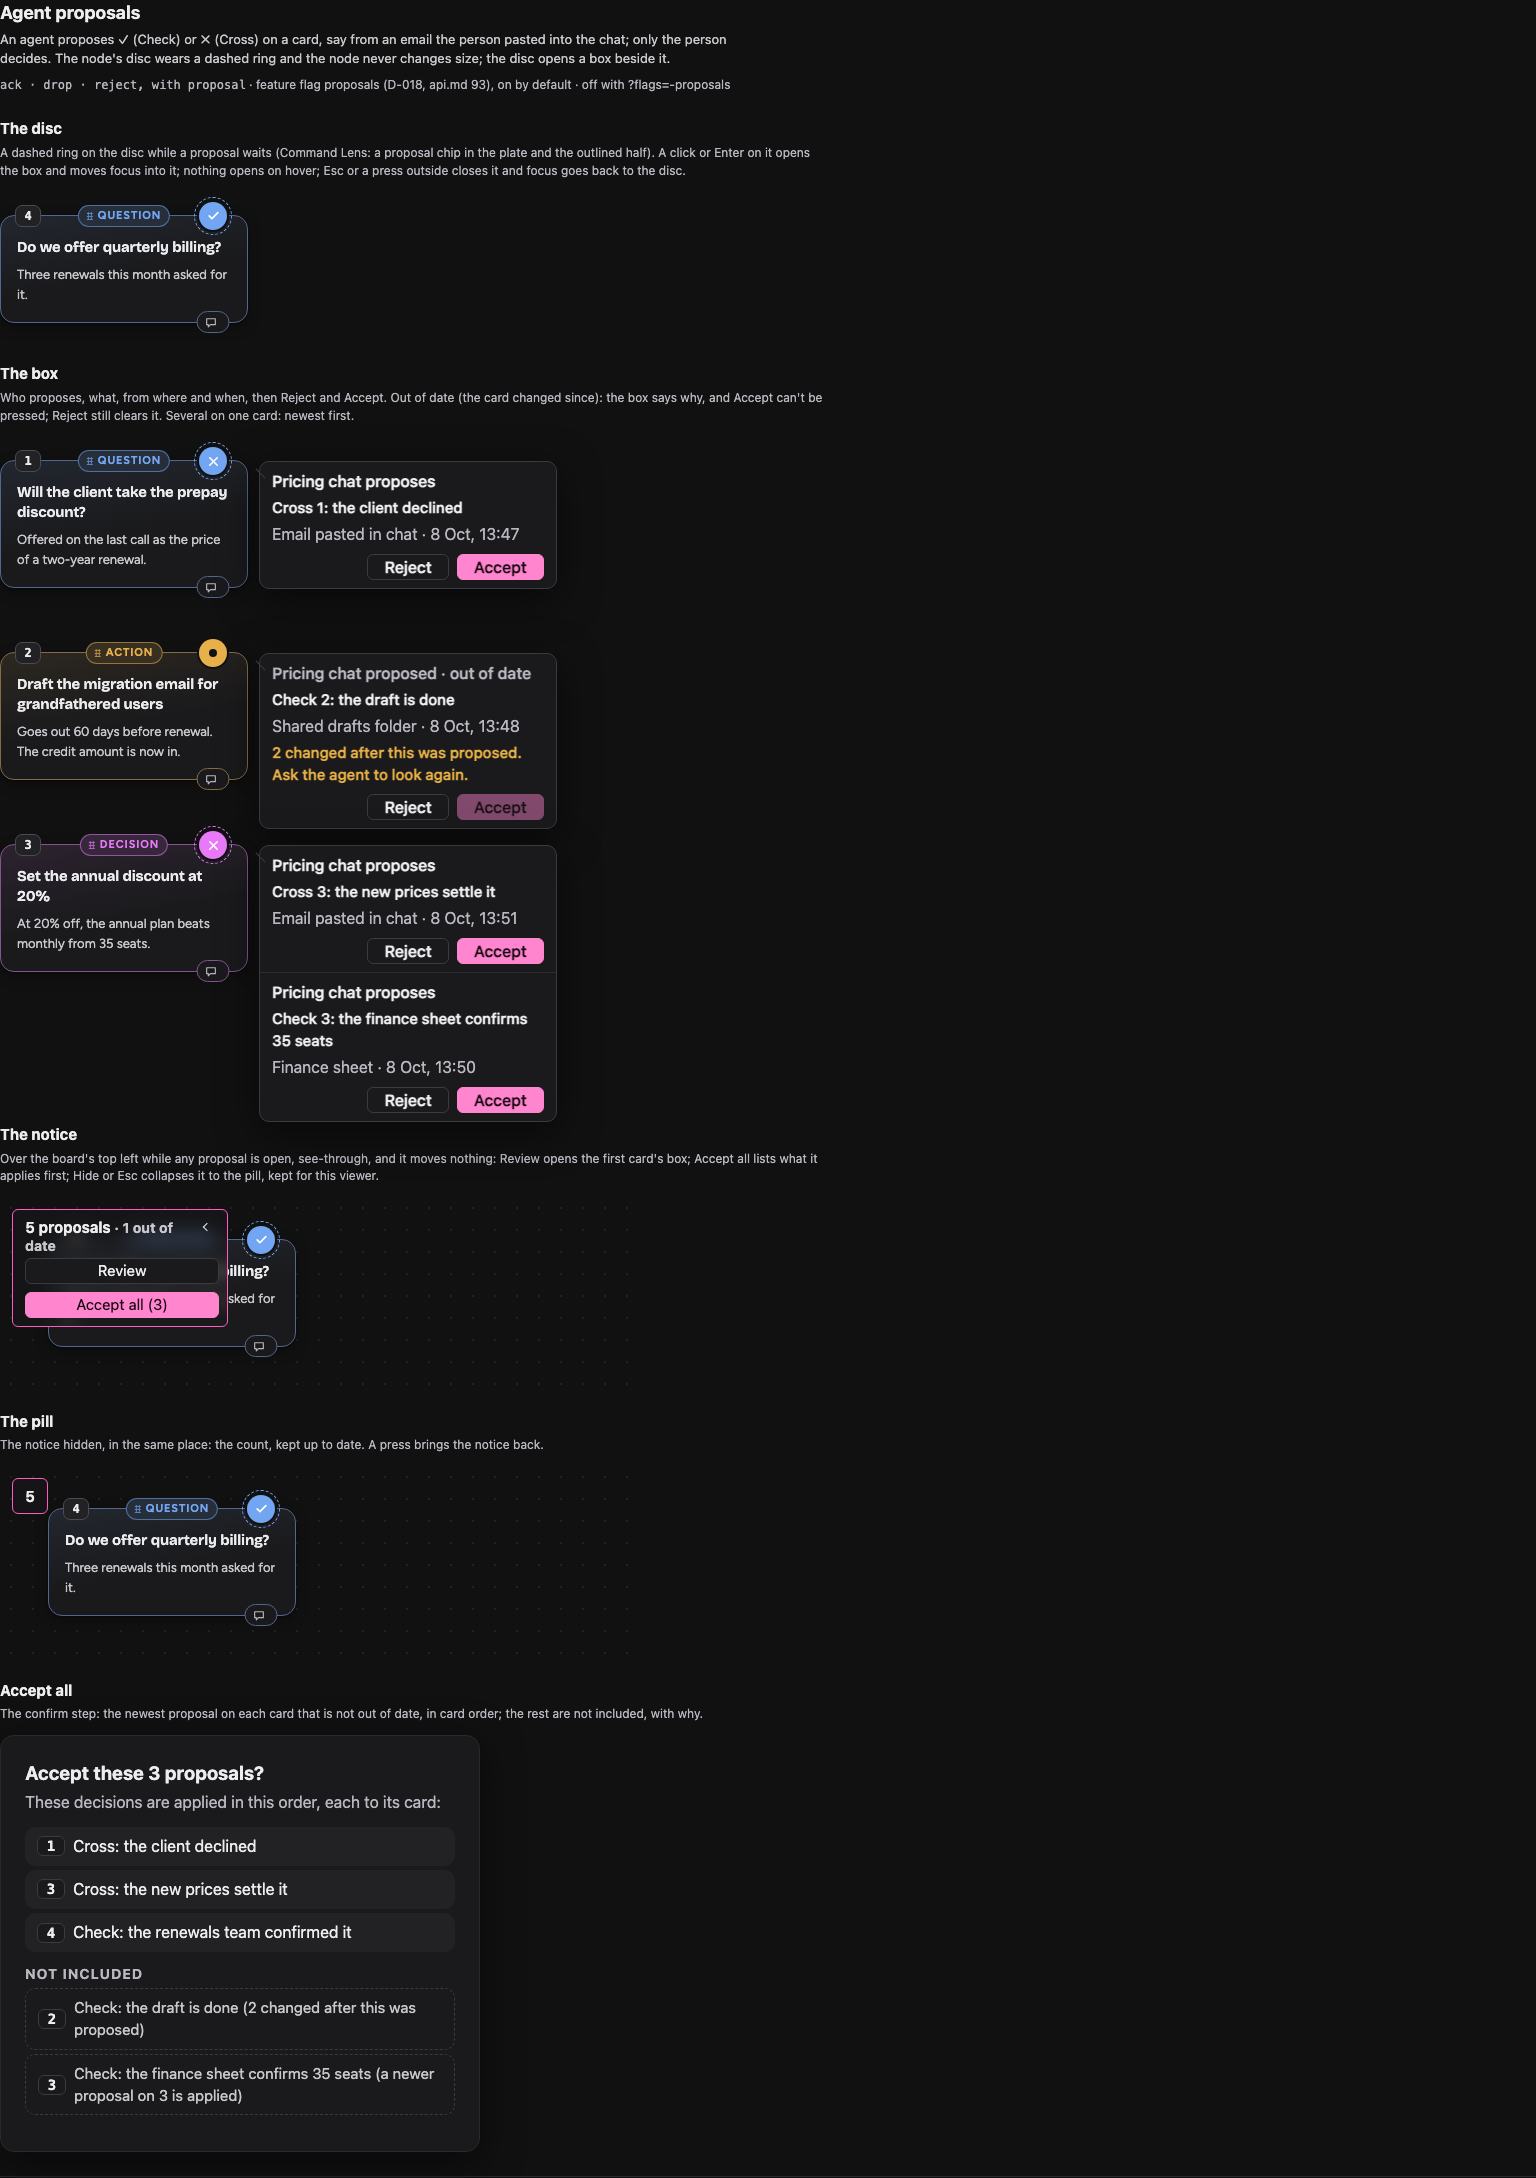 Agent proposals
An agent proposes ✓ (Check) or ✕ (Cross) on a card, say from an email the person pasted into the chat; only the person
decides. The node's disc wears a dashed ring and the node never changes size; the disc opens a box beside it.
ack · drop · reject, with proposal · feature flag proposals (D-018, api.md 93), on by default · off with ?flags=-proposals
The disc
A dashed ring on the disc while a proposal waits (Command Lens: a proposal chip in the plate and the outlined half). A click or Enter on it opens
the box and moves focus into it; nothing opens on hover; Esc or a press outside closes it and focus goes back to the disc.
4
QUESTION
Do we offer quarterly billing?
Three renewals this month asked for
it.
The box
Who proposes, what, from where and when, then Reject and Accept. Out of date (the card changed since): the box says why, and Accept can't be
pressed; Reject still clears it. Several on one card: newest first.
1
QUESTION
Will the client take the prepay
discount?
Offered on the last call as the price
of a two-year renewal.
Pricing chat proposes
Cross 1: the client declined
Email pasted in chat · 8 Oct, 13:47
Reject
Accept
2
ACTION
Draft the migration email for
grandfathered users
Goes out 60 days before renewal.
The credit amount is now in.
Pricing chat proposed · out of date
Check 2: the draft is done
Shared drafts folder · 8 Oct, 13:48
2 changed after this was proposed.
Ask the agent to look again.
Reject
Accept
3
DECISION
Set the annual discount at
20%
At 20% off, the annual plan beats
monthly from 35 seats.
Pricing chat proposes
Cross 3: the new prices settle it
Email pasted in chat · 8 Oct, 13:51
Reject
Accept
Pricing chat proposes
Check 3: the finance sheet confirms
35 seats
Finance sheet · 8 Oct, 13:50
Reject
Accept
The notice
Over the board's top left while any proposal is open, see-through, and it moves nothing: Review opens the first card's box; Accept all lists what it
applies first; Hide or Esc collapses it to the pill, kept for this viewer.
5 proposals · 1 out of
date
Review
Accept all (3)
illing?
sked for
The pill
The notice hidden, in the same place: the count, kept up to date. A press brings the notice back.
5
4
QUESTION
Do we offer quarterly billing?
Three renewals this month asked for
it.
Accept all
The confirm step: the newest proposal on each card that is not out of date, in card order; the rest are not included, with why.
Accept these 3 proposals?
These decisions are applied in this order, each to its card:
1 Cross: the client declined
3 Cross: the new prices settle it
4 Check: the renewals team confirmed it
NOT INCLUDED
2 Check: the draft is done (2 changed after this was
proposed)
3 Check: the finance sheet confirms 35 seats (a newer
proposal on 3 is applied)